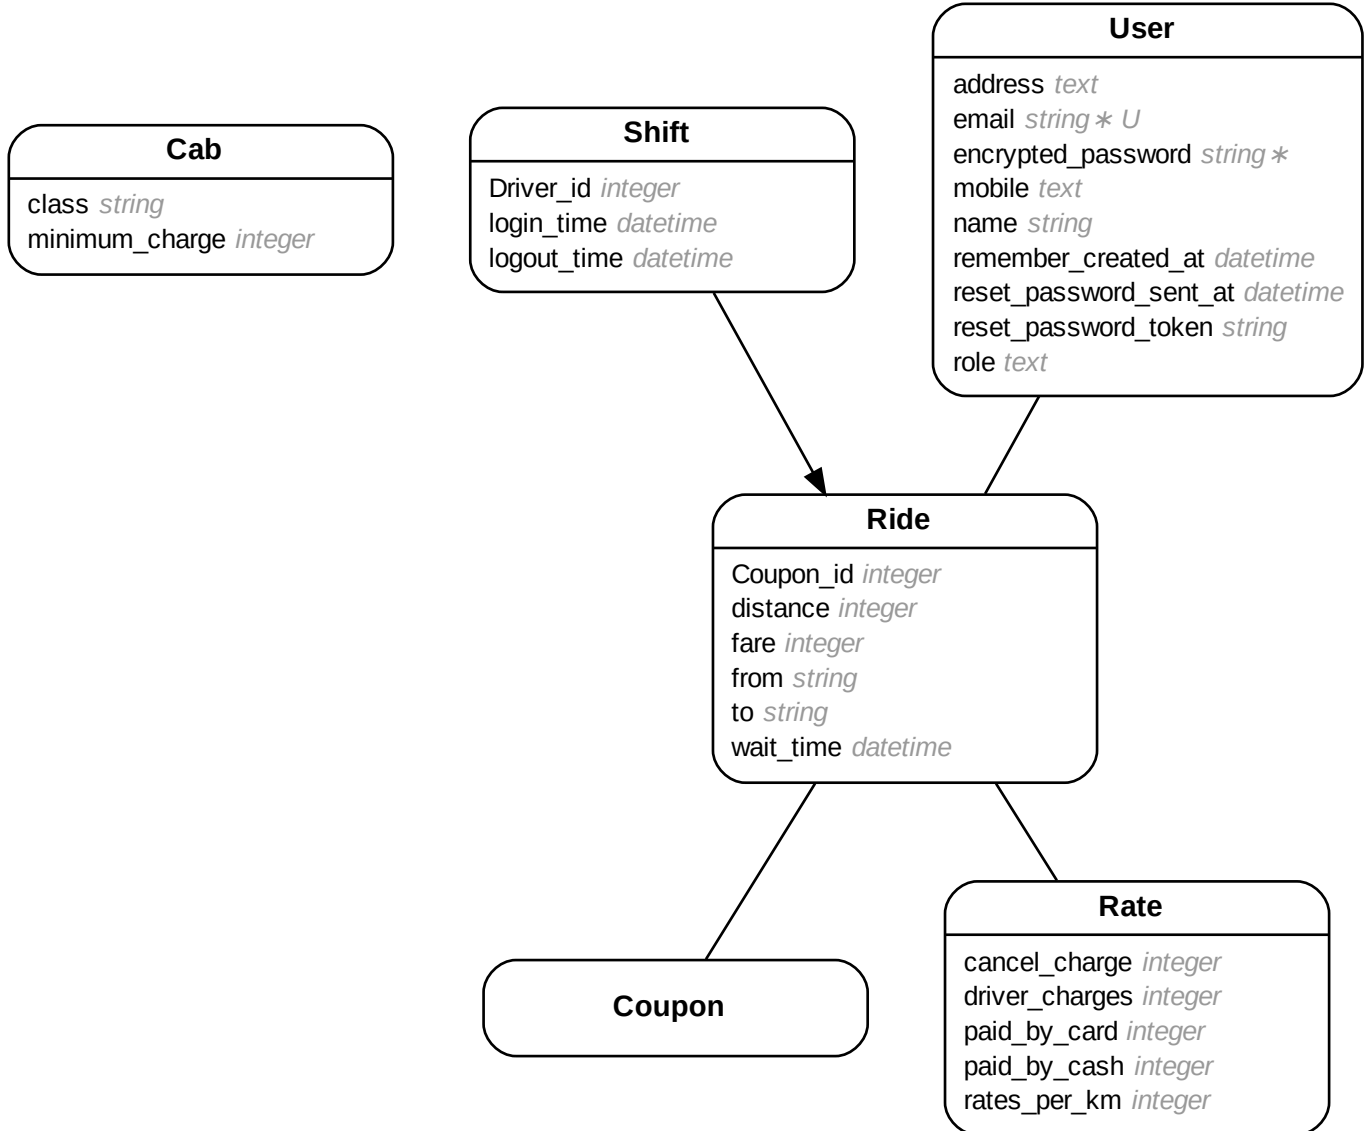 Cab
class string
minimum_charge integer
Shift
Driver_id integer
login_time datetime
logout_time datetime
User
address text
email string ∗ U
encrypted_password string ∗
mobile text
name string
remember_created_at datetime
reset_password_sent_at datetime
reset_password_token string
role text
Ride
Coupon_id integer
distance integer
fare integer
from string
to string
wait_time datetime
Coupon
Rate
cancel_charge integer
driver_charges integer
paid_by_card integer
paid_by_cash integer
rates_per_km integer